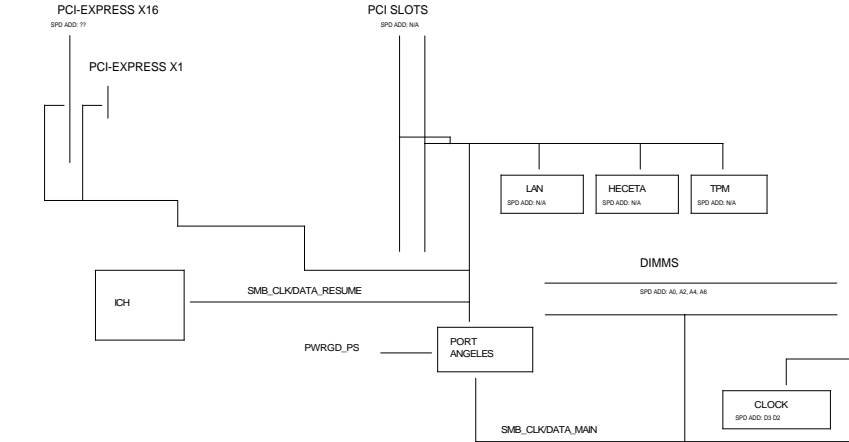 PCI-EXPRESS X16
SPD ADD: ??
PCI SLOTS
SPD ADD: N/A
PCI-EXPRESS X1
LAN
SPD ADD: N/A
HECETA
SPD ADD: N/A
TPM
SPD ADD: N/A
DIMMS
SPD ADD: A0, A2, A4, A6
ICH
SMB_CLK/DATA_RESUME
PWRGD_PS
PORT
ANGELES
CLOCK
SPD ADD: D3 D2
SMB_CLK/DATA_MAIN